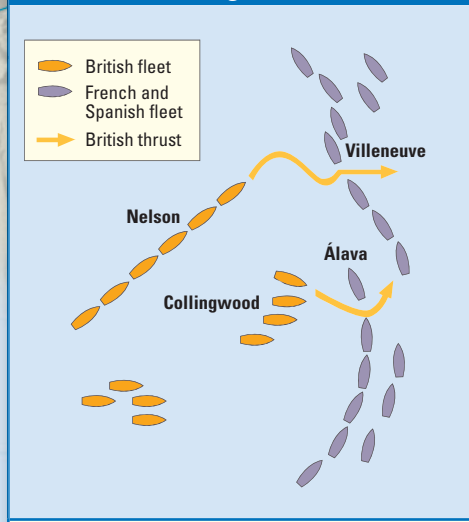 British fleet
French and
Spanish fleet
British thrust
Villeneuve
Nelson
Álava
Collingwood